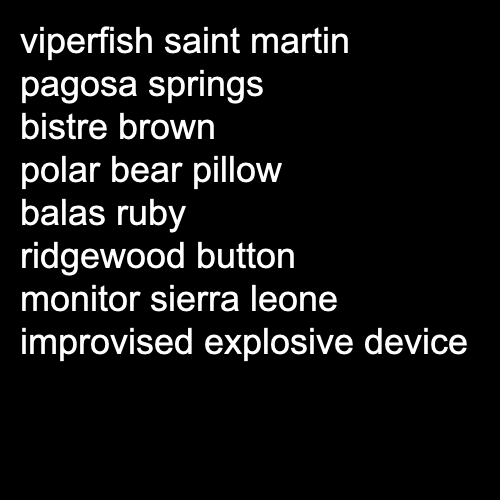 viperfish saint martin
pagosa springs
bistre brown
polar bear pillow
balas ruby
ridgewood button
monitor sierra leone
improvised explosive device